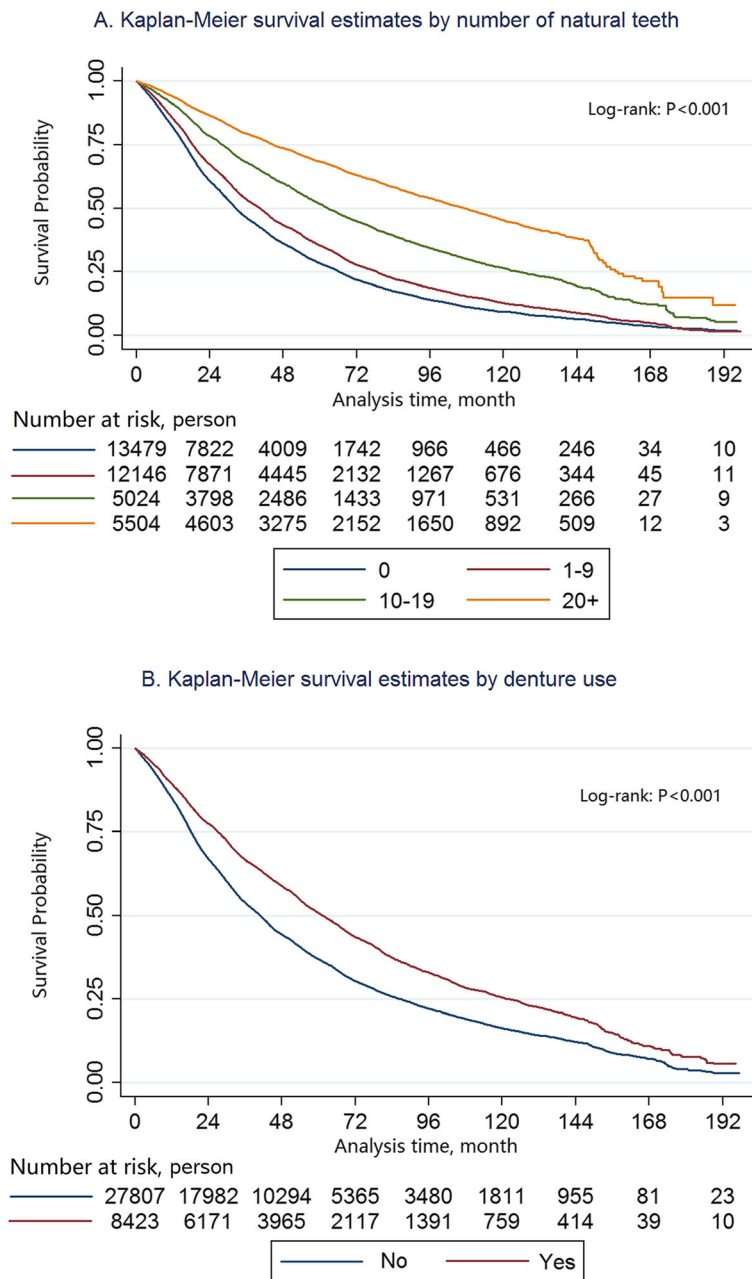 A. Kaplan-Meier survival estimates by number of natural teeth
1.00
Log-rank: P<0.001
0.75
Survival Probability
0.50
0.25
0.00
0 24 48 72 96 120 144 168 192
Analysis time, month
Number at risk, person
13479 7822 4009 1742 966 466 246 34 10
12146 7871 4445 2132 1267 676 344 45 11
5024 3798 2486 1433 971 531 266 27 9
5504 4603 3275 2152 1650 892 509 12 3
0 1-9
10-19 20+
B. Kaplan-Meier survival estimates by denture use
1.00
Log-rank: P<0.001
0.75
Survival Probability
0.50
0.25
0.00
0 24 48 72 96 120 144 168 192
Analysis time, month
Number at risk, person
27807 17982 10294 5365 3480 1811 955 81 23
8423 6171 3965 2117 1391 759 414 39 10
No Yes